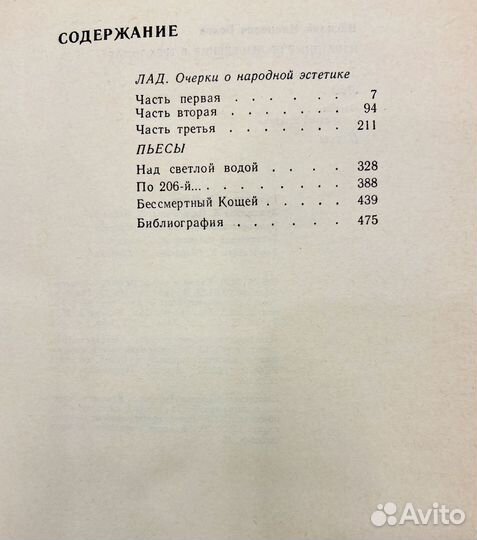 СОДЕРЖАНИЕ
ЛАД. Очерки о народной эстетике
Часть первая . . . . . . 7
Часть вторая . . . . . . 94
Часть третья . . . . . . 211
ПЬЕСЫ
Над светлой водой . . . . 328
По 206-й... . . . . . . . 388
Бессмертный Кощей . . . . . 439
Библиография . . . . . . 475
Avito